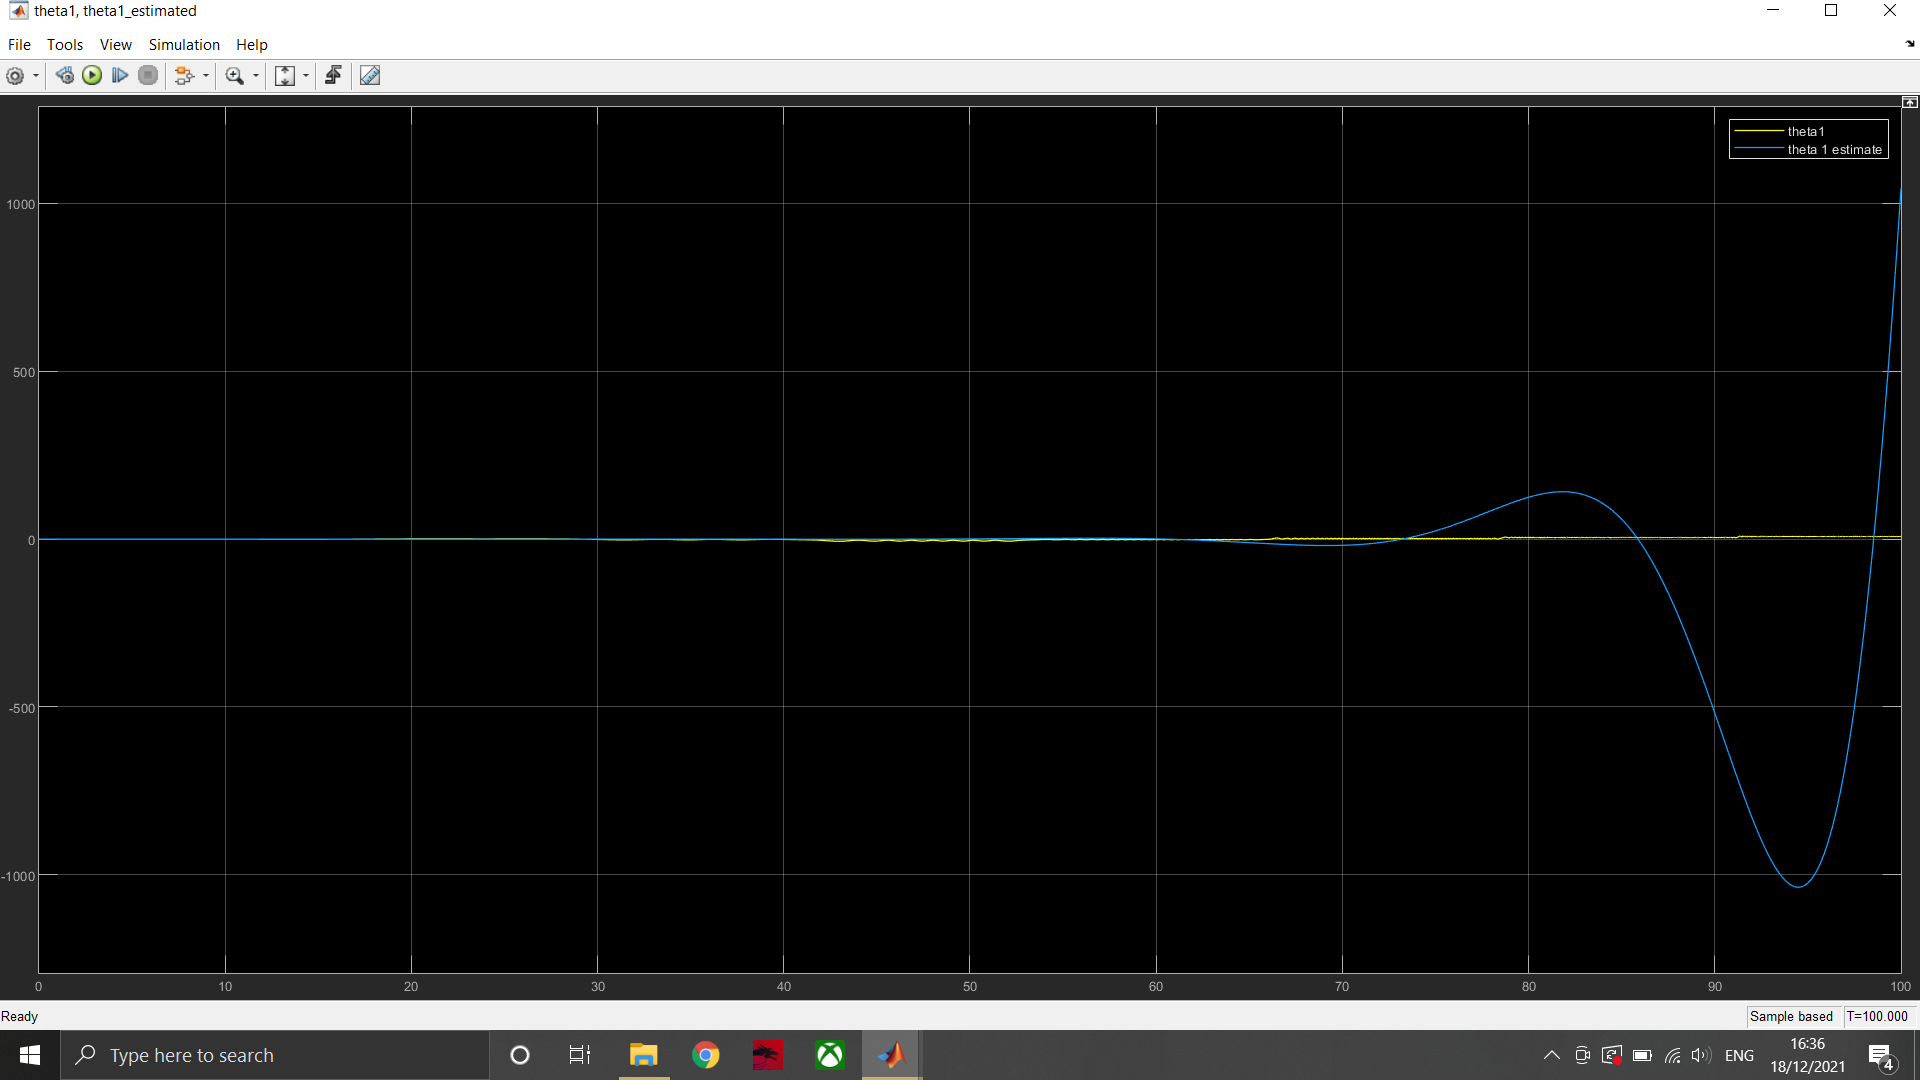 theta1, theta1_estimated
File Tools View Simulation Help
theta1
theta 1 estimate
1000
500
0
-500
-1000
0 10 20 30 40 50 60 70 80 90 100
Ready
Sample based T=100.000
Type here to search
ENG
16:36
18/12/2021
4